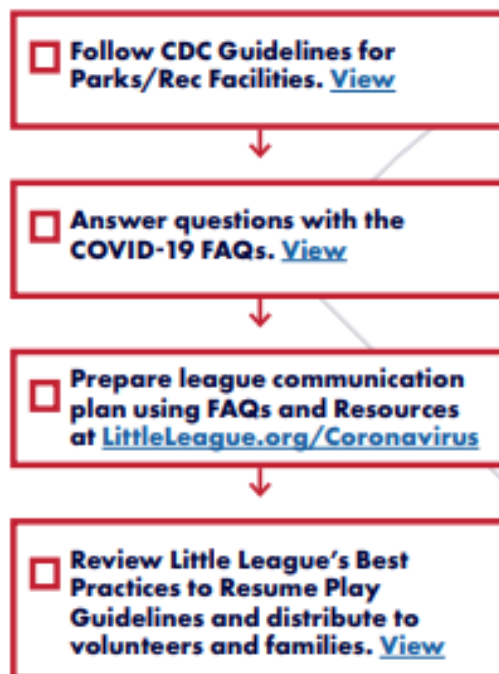 Follow CDC Guidelines for
Parks/Rec Facilities. View
Answer questions with the
COVID-19 FAQs. View
Prepare league communication
plan using FAQs and Resources
at LittleLeague.org/Coronavirus
Review Little League's Best
Practices to Resume Play
Guidelines and distribute to
volunteers and families. View